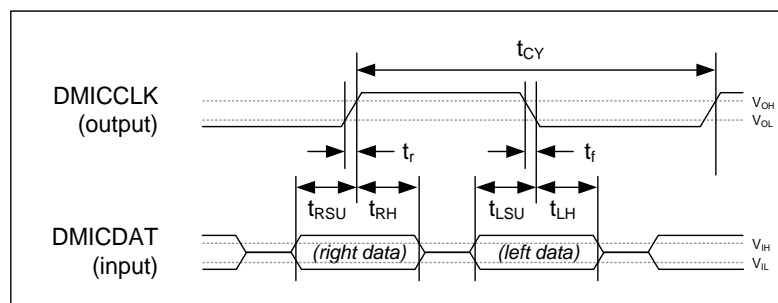 tCY
DMICCLK
(output)
VOH
VOL
tr
tf
tRSU
tRH
tLSU
tLH
DMICDAT
(input)
(right data)
(left data)
VIH
VIL